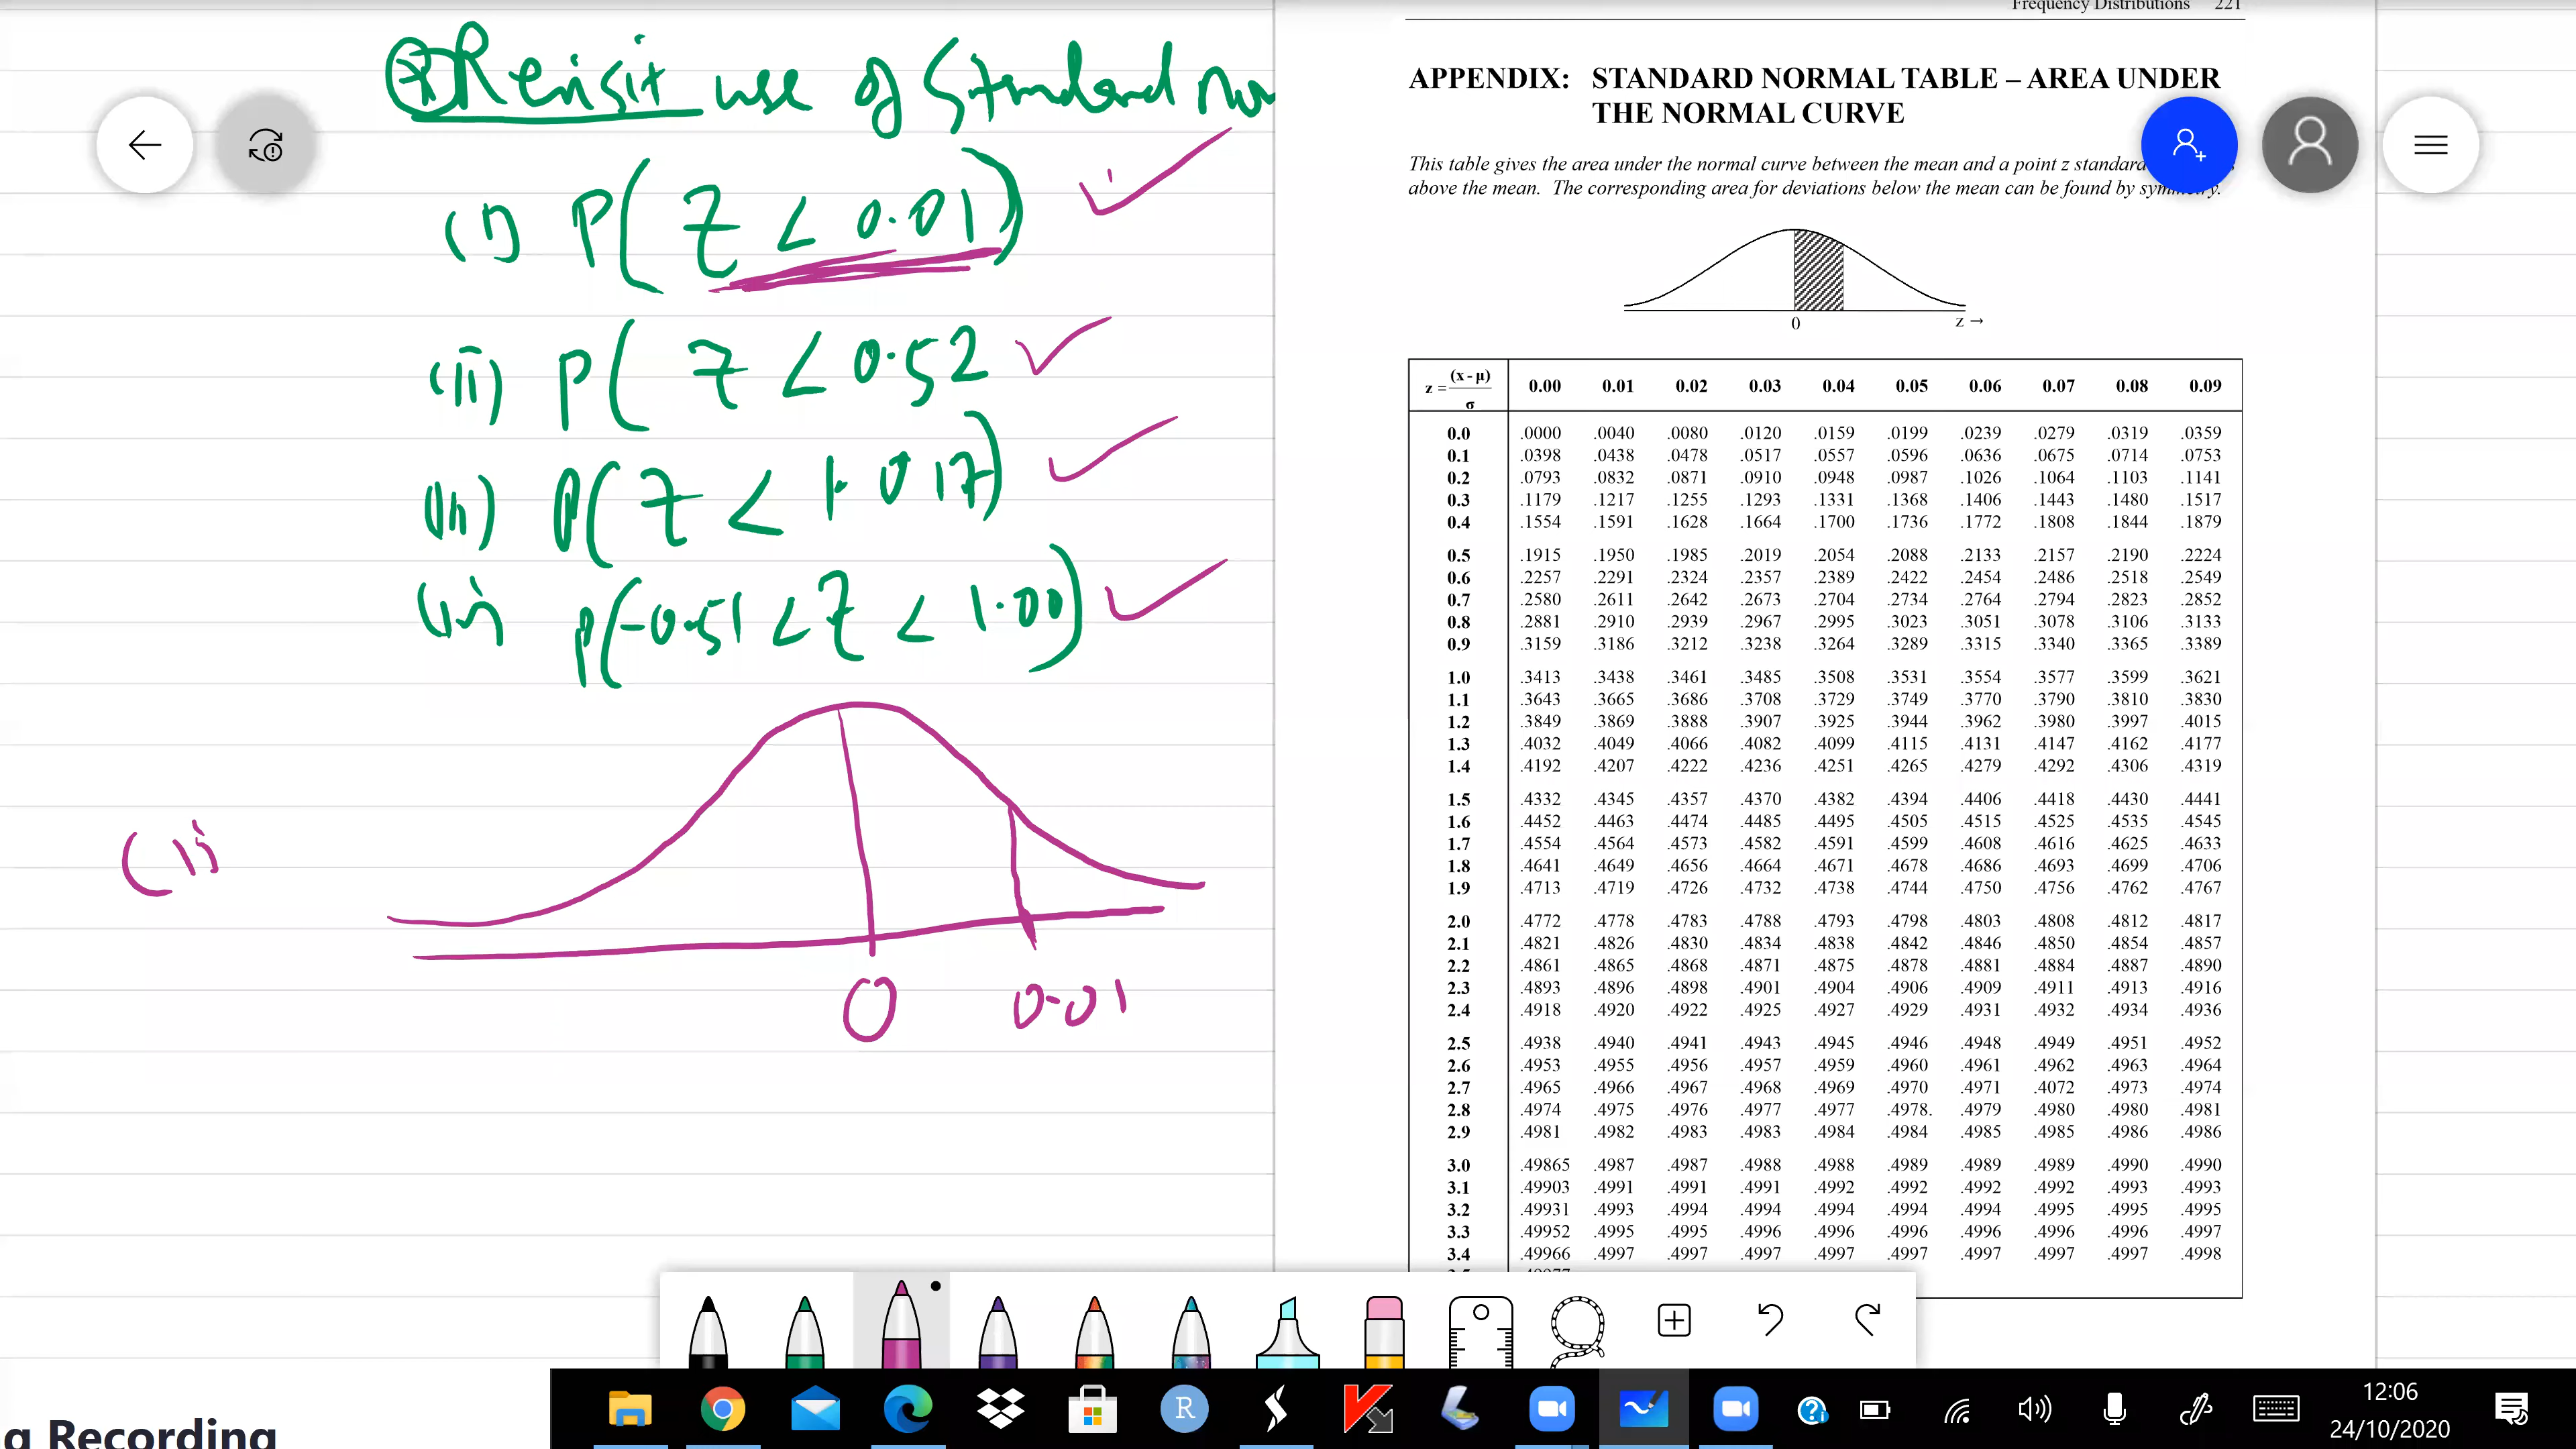 Revisit use of Standard Nor
(i) P( Z < 0.01)
(ii) P( Z < 0.52
(iii) P( Z < 1.017)
(iv) P(-0.51 < Z < 1.00)
(i)
0 0.01
Frequency Distributions 221
APPENDIX: STANDARD NORMAL TABLE – AREA UNDER
THE NORMAL CURVE
This table gives the area under the normal curve between the mean and a point z standard
above the mean. The corresponding area for deviations below the mean can be found by symmetry.
0 z →
z = (x - μ) / σ 0.00 0.01 0.02 0.03 0.04 0.05 0.06 0.07 0.08 0.09
0.0 .0000 .0040 .0080 .0120 .0159 .0199 .0239 .0279 .0319 .0359
0.1 .0398 .0438 .0478 .0517 .0557 .0596 .0636 .0675 .0714 .0753
0.2 .0793 .0832 .0871 .0910 .0948 .0987 .1026 .1064 .1103 .1141
0.3 .1179 .1217 .1255 .1293 .1331 .1368 .1406 .1443 .1480 .1517
0.4 .1554 .1591 .1628 .1664 .1700 .1736 .1772 .1808 .1844 .1879
0.5 .1915 .1950 .1985 .2019 .2054 .2088 .2133 .2157 .2190 .2224
0.6 .2257 .2291 .2324 .2357 .2389 .2422 .2454 .2486 .2518 .2549
0.7 .2580 .2611 .2642 .2673 .2704 .2734 .2764 .2794 .2823 .2852
0.8 .2881 .2910 .2939 .2967 .2995 .3023 .3051 .3078 .3106 .3133
0.9 .3159 .3186 .3212 .3238 .3264 .3289 .3315 .3340 .3365 .3389
1.0 .3413 .3438 .3461 .3485 .3508 .3531 .3554 .3577 .3599 .3621
1.1 .3643 .3665 .3686 .3708 .3729 .3749 .3770 .3790 .3810 .3830
1.2 .3849 .3869 .3888 .3907 .3925 .3944 .3962 .3980 .3997 .4015
1.3 .4032 .4049 .4066 .4082 .4099 .4115 .4131 .4147 .4162 .4177
1.4 .4192 .4207 .4222 .4236 .4251 .4265 .4279 .4292 .4306 .4319
1.5 .4332 .4345 .4357 .4370 .4382 .4394 .4406 .4418 .4430 .4441
1.6 .4452 .4463 .4474 .4485 .4495 .4505 .4515 .4525 .4535 .4545
1.7 .4554 .4564 .4573 .4582 .4591 .4599 .4608 .4616 .4625 .4633
1.8 .4641 .4649 .4656 .4664 .4671 .4678 .4686 .4693 .4699 .4706
1.9 .4713 .4719 .4726 .4732 .4738 .4744 .4750 .4756 .4762 .4767
2.0 .4772 .4778 .4783 .4788 .4793 .4798 .4803 .4808 .4812 .4817
2.1 .4821 .4826 .4830 .4834 .4838 .4842 .4846 .4850 .4854 .4857
2.2 .4861 .4865 .4868 .4871 .4875 .4878 .4881 .4884 .4887 .4890
2.3 .4893 .4896 .4898 .4901 .4904 .4906 .4909 .4911 .4913 .4916
2.4 .4918 .4920 .4922 .4925 .4927 .4929 .4931 .4932 .4934 .4936
2.5 .4938 .4940 .4941 .4943 .4945 .4946 .4948 .4949 .4951 .4952
2.6 .4953 .4955 .4956 .4957 .4959 .4960 .4961 .4962 .4963 .4964
2.7 .4965 .4966 .4967 .4968 .4969 .4970 .4971 .4072 .4973 .4974
2.8 .4974 .4975 .4976 .4977 .4977 .4978. .4979 .4980 .4980 .4981
2.9 .4981 .4982 .4983 .4983 .4984 .4984 .4985 .4985 .4986 .4986
3.0 .49865 .4987 .4987 .4988 .4988 .4989 .4989 .4989 .4990 .4990
3.1 .49903 .4991 .4991 .4991 .4992 .4992 .4992 .4992 .4993 .4993
3.2 .49931 .4993 .4994 .4994 .4994 .4994 .4994 .4995 .4995 .4995
3.3 .49952 .4995 .4995 .4996 .4996 .4996 .4996 .4996 .4996 .4997
3.4 .49966 .4997 .4997 .4997 .4997 .4997 .4997 .4997 .4997 .4998
g Recording
R
12:06
24/10/2020